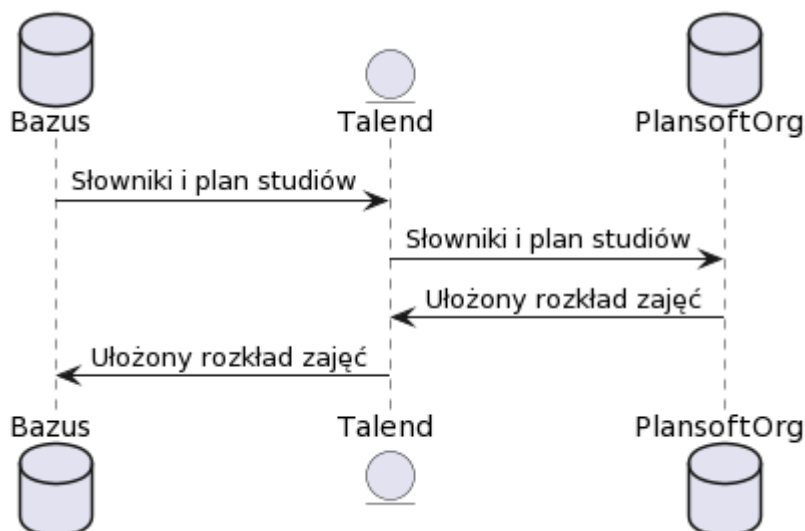 Bazus
Talend
PlansoftOrg
Słowniki i plan studiów
Słowniki i plan studiów
Ułożony rozkład zajęć
Ułożony rozkład zajęć
Bazus
Talend
PlansoftOrg